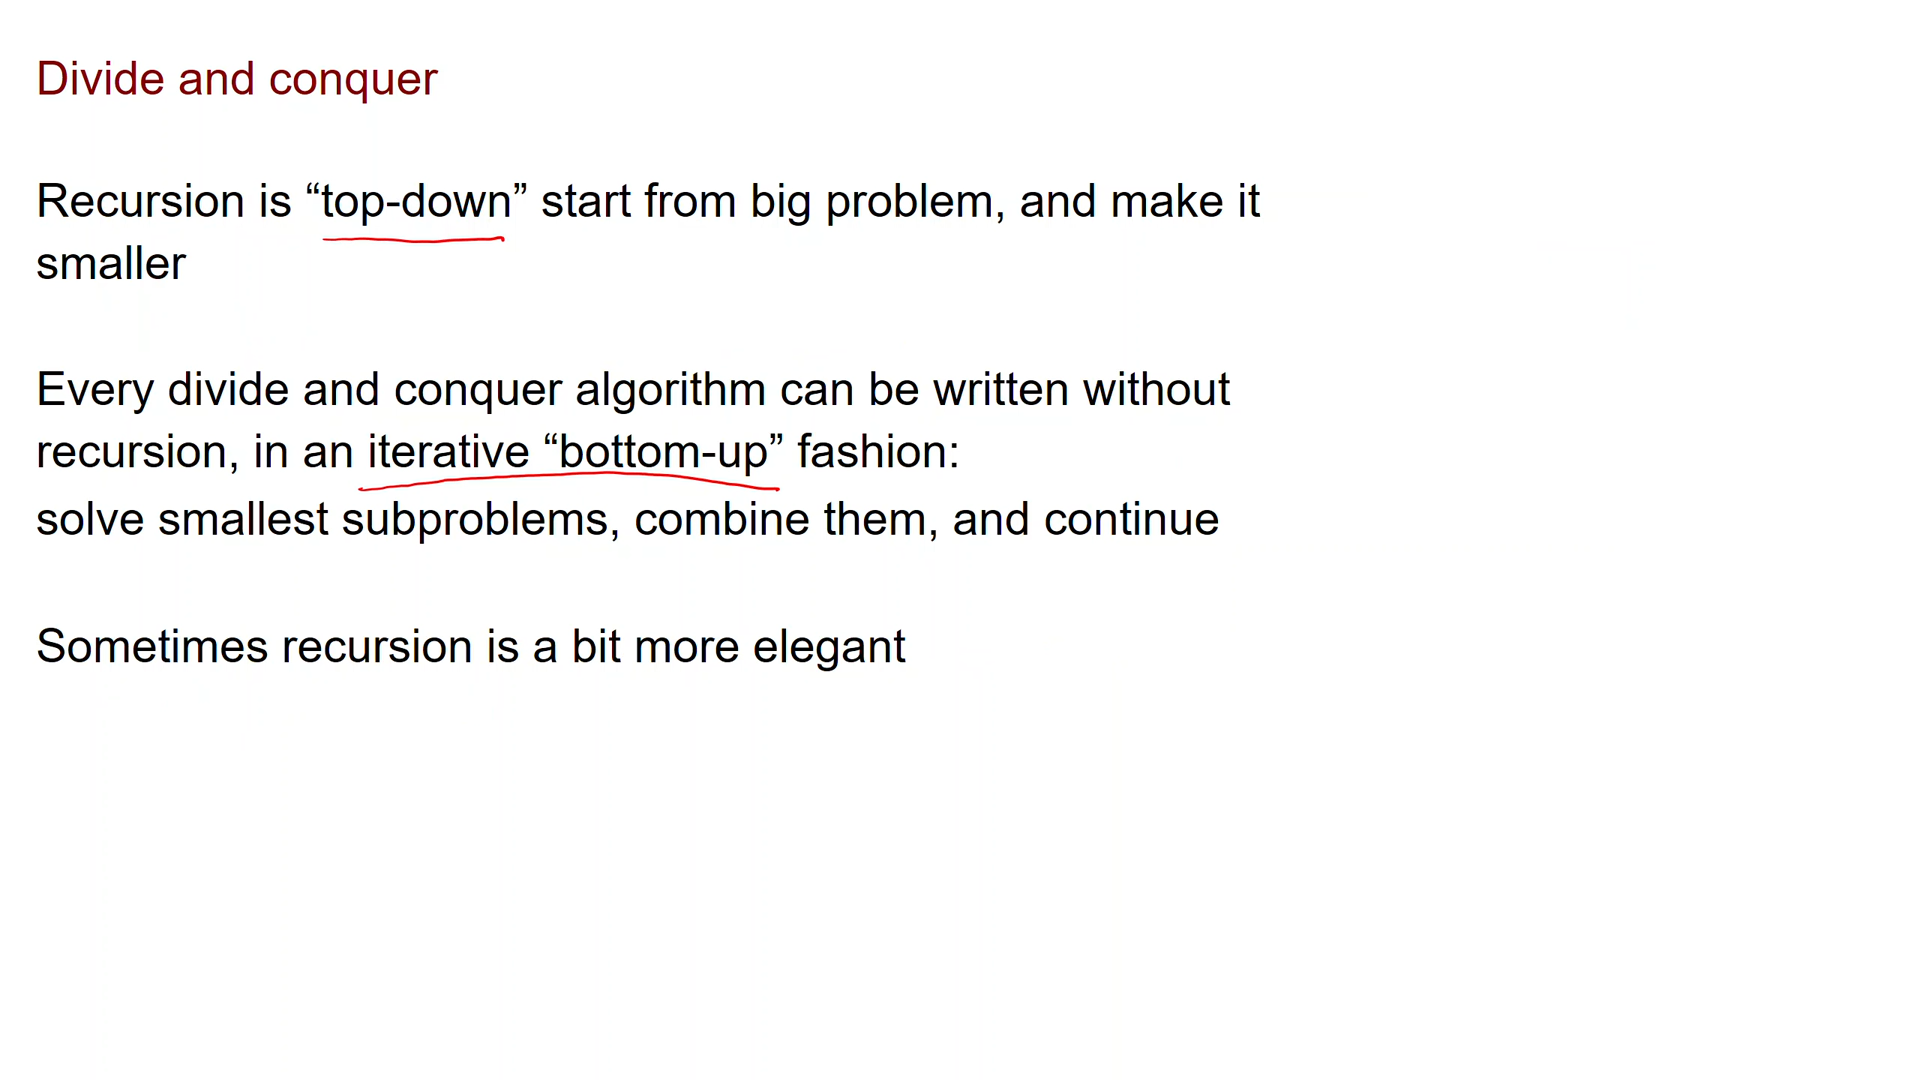 Divide and conquer
Recursion is “top-down” start from big problem, and make it
smaller
Every divide and conquer algorithm can be written without
recursion, in an iterative “bottom-up” fashion:
solve smallest subproblems, combine them, and continue
Sometimes recursion is a bit more elegant